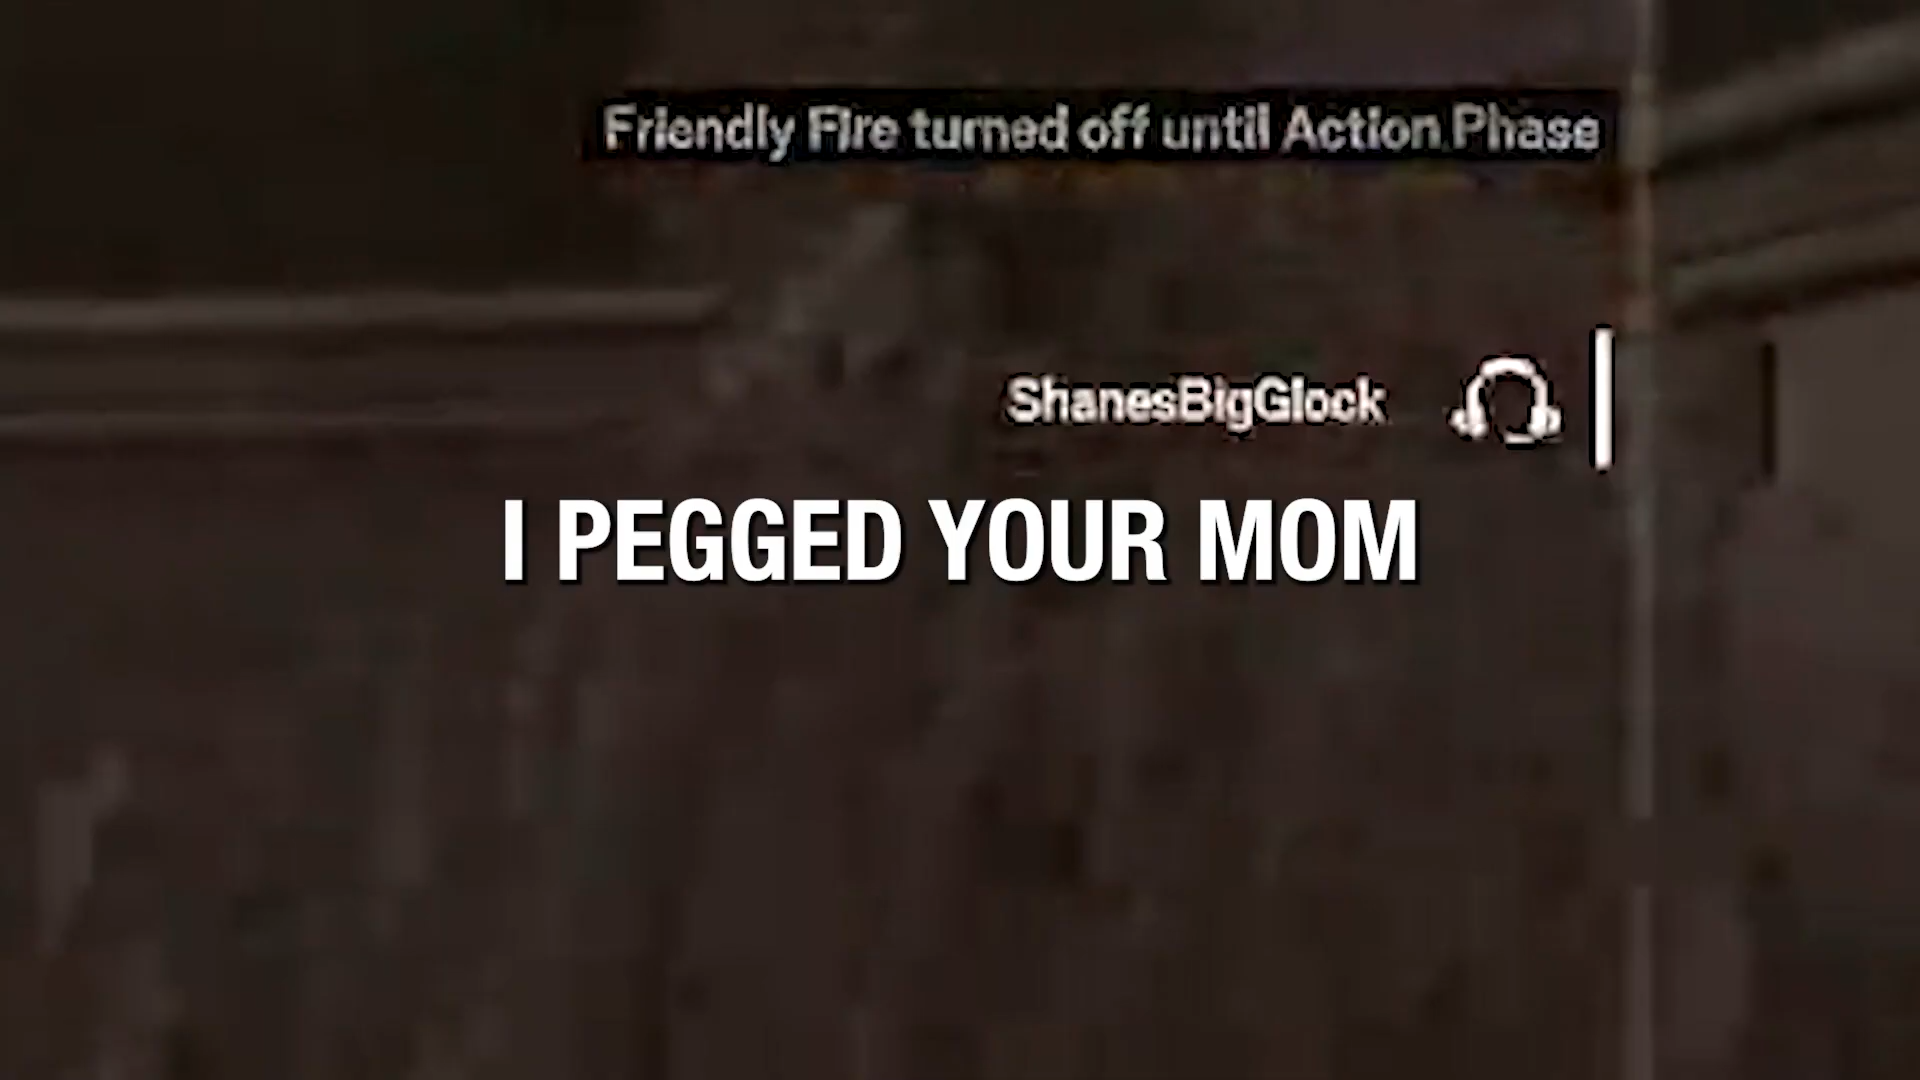 Friendly Fire turned off until Action Phase
ShanesBigGlock
I PEGGED YOUR MOM